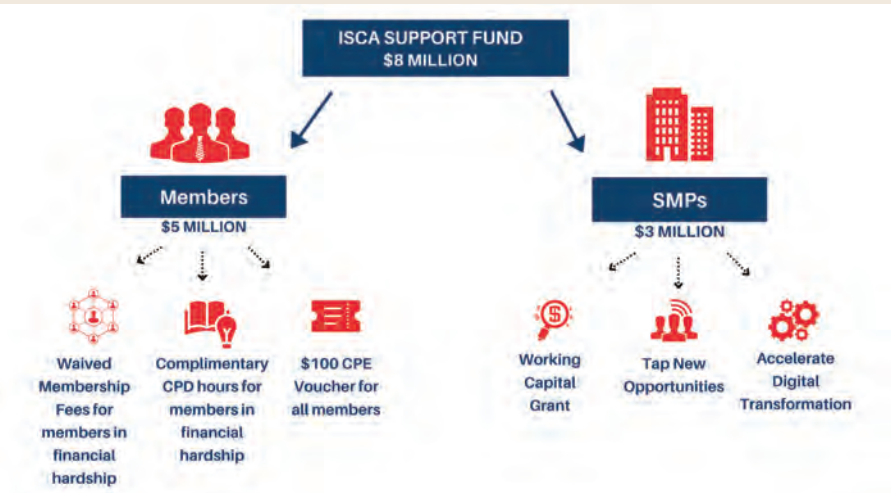 ISCA SUPPORT FUND
$8 MILLION
Members
$5 MILLION
SMPs
$3 MILLION
Waived
Membership
Fees for
members in
financial
hardship
Complimentary
CPD hours for
members in
financial
hardship
$100 CPE
Voucher for
all members
Working
Capital
Grant
Tap New
Opportunities
Accelerate
Digital
Transformation